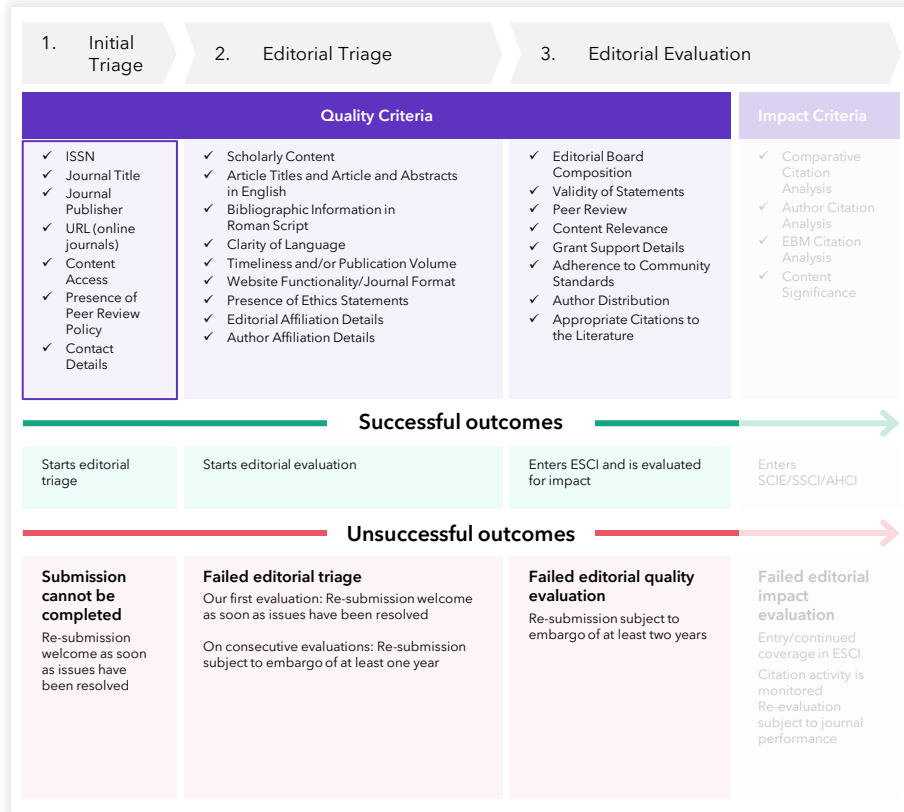 1. Initial
Triage
2. Editorial Triage
3. Editorial Evaluation
Quality Criteria
Impact Criteria
✓ ISSN
✓ Journal Title
✓ Journal
Publisher
✓ URL (online
journals)
✓ Content
Access
✓ Presence of
Peer Review
Policy
✓ Contact
Details
✓ Scholarly Content
✓ Article Titles and Article and Abstracts
in English
✓ Bibliographic Information in
Roman Script
✓ Clarity of Language
✓ Timeliness and/or Publication Volume
✓ Website Functionality/Journal Format
✓ Presence of Ethics Statements
✓ Editorial Affiliation Details
✓ Author Affiliation Details
✓ Editorial Board
Composition
✓ Validity of Statements
✓ Peer Review
✓ Content Relevance
✓ Grant Support Details
✓ Adherence to Community
Standards
✓ Author Distribution
✓ Appropriate Citations to
the Literature
✓ Comparative
Citation
Analysis
✓ Author Citation
Analysis
✓ EBM Citation
Analysis
✓ Content
Significance
Successful outcomes
Starts editorial
triage
Starts editorial evaluation
Enters ESCI and is evaluated
for impact
Enters
SCIE/SSCI/AHCI
Unsuccessful outcomes
Submission
cannot be
completed
Re-submission
welcome as soon
as issues have
been resolved
Failed editorial triage
Our first evaluation: Re-submission welcome
as soon as issues have been resolved
On consecutive evaluations: Re-submission
subject to embargo of at least one year
Failed editorial quality
evaluation
Re-submission subject to
embargo of at least two years
Failed editorial
impact
evaluation
Entry/continued
coverage in ESCI
Citation activity is
monitored
Re-evaluation
subject to journal
performance